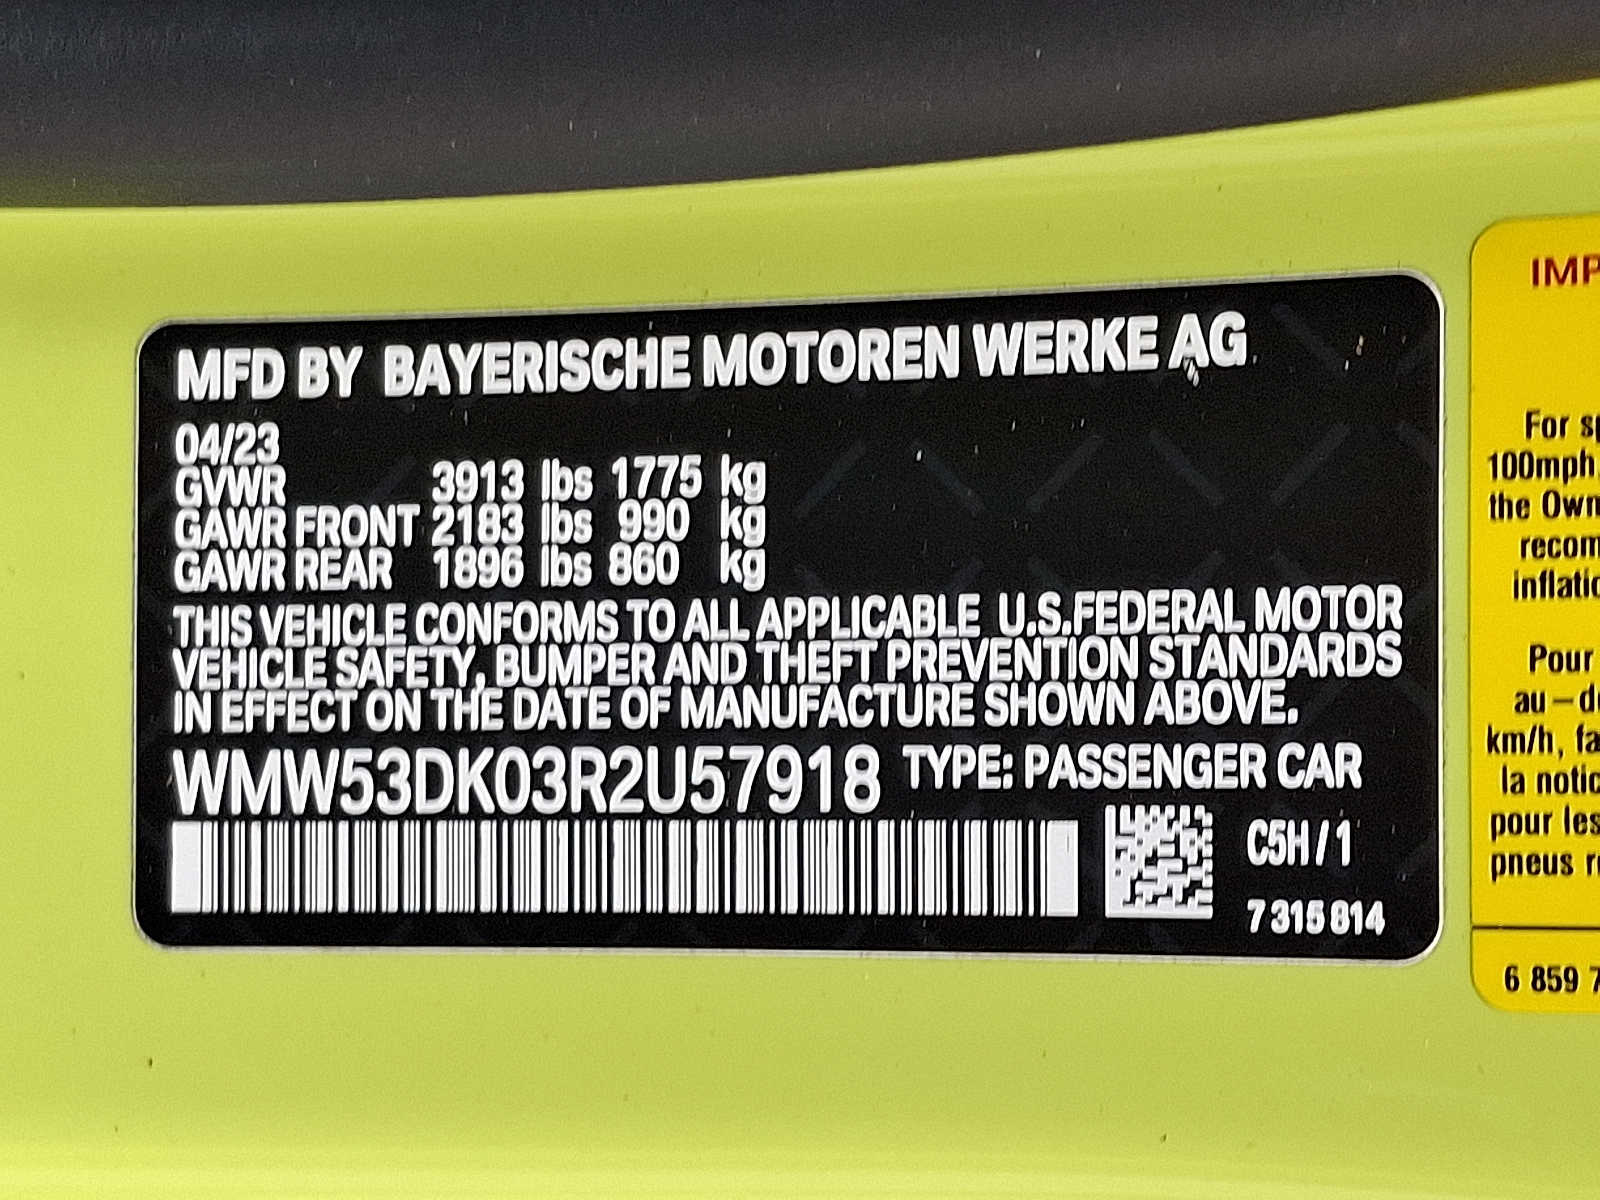 MFD BY BAYERISCHE MOTOREN WERKE AG
04/23
GVWR 3913 lbs 1775 kg
GAWR FRONT 2183 lbs 990 kg
GAWR REAR 1896 lbs 860 kg
THIS VEHICLE CONFORMS TO ALL APPLICABLE U.S.FEDERAL MOTOR
VEHICLE SAFETY, BUMPER AND THEFT PREVENTION STANDARDS
IN EFFECT ON THE DATE OF MANUFACTURE SHOWN ABOVE.
WMW53DK03R2U57918 TYPE: PASSENGER CAR
C5H/1
7 315 814
IMP
For sp
100mph,
the Own
recom
inflatio
Pour
au–d
km/h, fa
la notic
pour les
pneus r
6 859 7